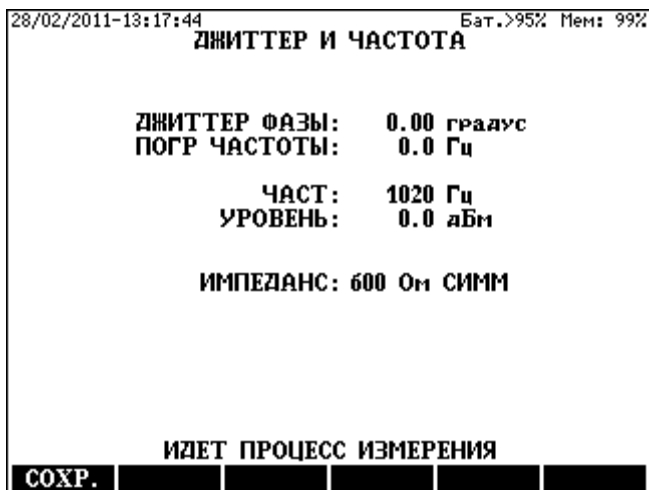 28/02/2011-13:17:44 Бат.>95% Мем: 99%
ДЖИТТЕР И ЧАСТОТА
ДЖИТТЕР ФАЗЫ: 0.00 градус
ПОГР ЧАСТОТЫ: 0.0 Гц
ЧАСТ: 1020 Гц
УРОВЕНЬ: 0.0 дБм
ИМПЕДАНС: 600 Ом СИММ
ИДЕТ ПРОЦЕСС ИЗМЕРЕНИЯ
СОХР.